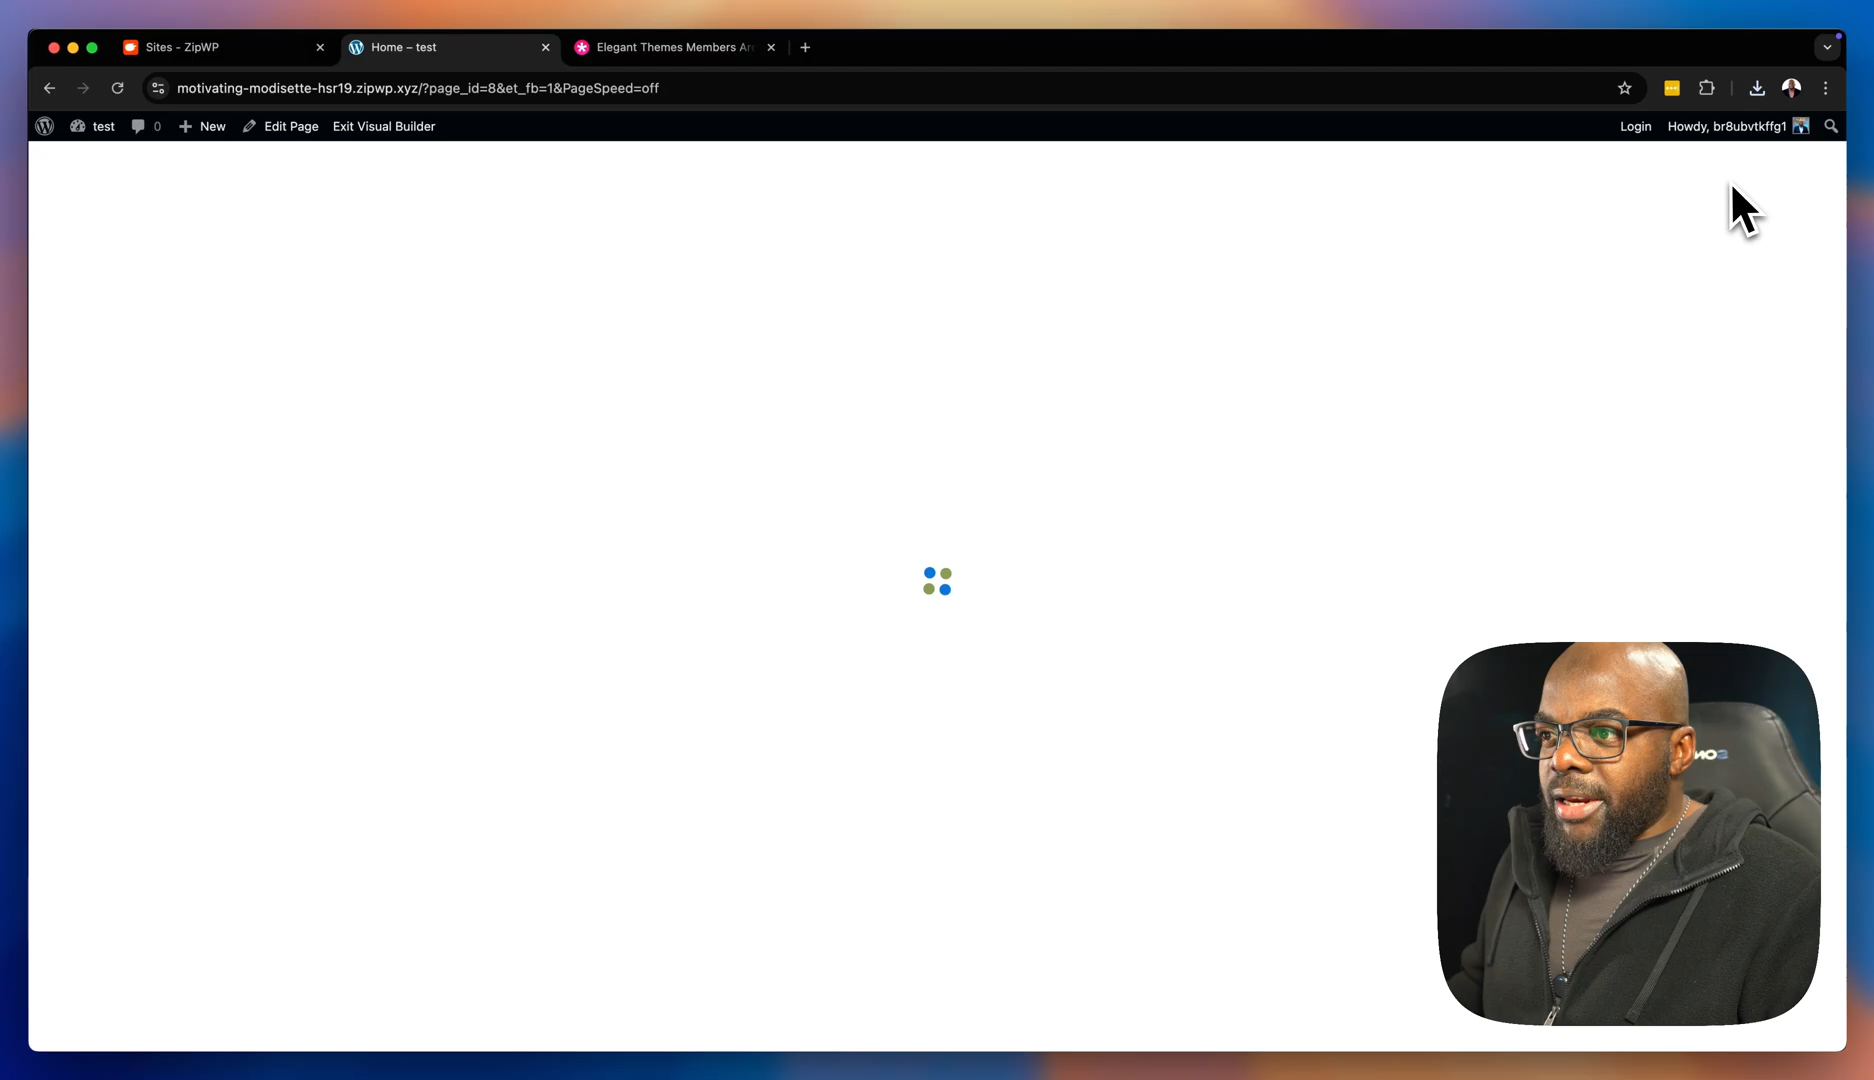 Sites - ZipWP
Home – test
Elegant Themes Members Are
motivating-modisette-hsr19.zipwp.xyz/?page_id=8&et_fb=1&PageSpeed=off
test
0
New
Edit Page
Exit Visual Builder
Login
Howdy, br8ubvtkffg1